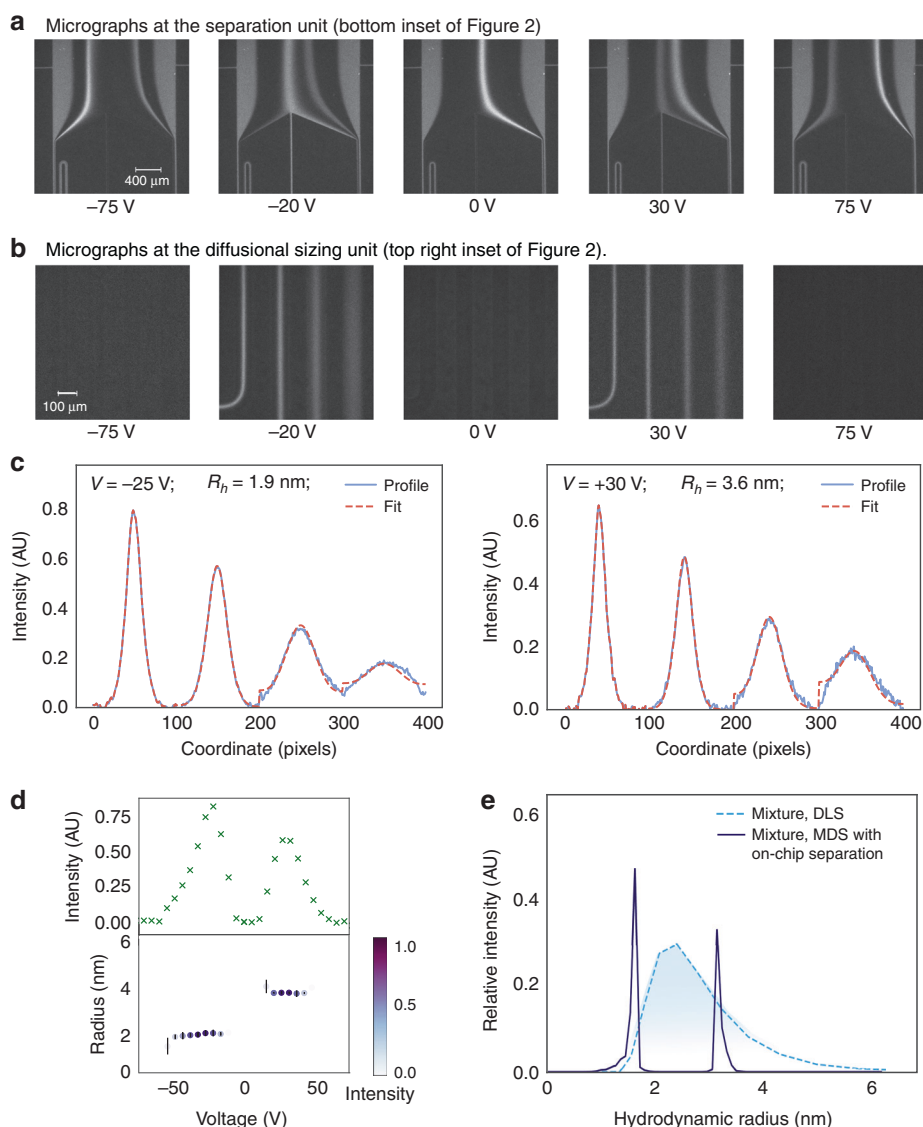 a Micrographs at the separation unit (bottom inset of Figure 2)
400 µm
–75 V –20 V 0 V 30 V 75 V
b Micrographs at the diffusional sizing unit (top right inset of Figure 2).
100 µm
–75 V –20 V 0 V 30 V 75 V
c
V = –25 V; R_h = 1.9 nm;
Profile
Fit
0.8
0.6
0.4
0.2
0.0
Intensity (AU)
0 100 200 300 400
Coordinate (pixels)
V = +30 V; R_h = 3.6 nm;
Profile
Fit
0.6
0.4
0.2
0.0
Intensity (AU)
0 100 200 300 400
Coordinate (pixels)
d
0.75
0.50
0.25
0.00
Intensity (AU)
6
4
2
0
Radius (nm)
–50 0 50
Voltage (V)
1.0
0.5
0.0
Intensity
e
Mixture, DLS
Mixture, MDS with
on-chip separation
0.6
0.4
0.2
0.0
Relative intensity (AU)
0 2 4 6
Hydrodynamic radius (nm)